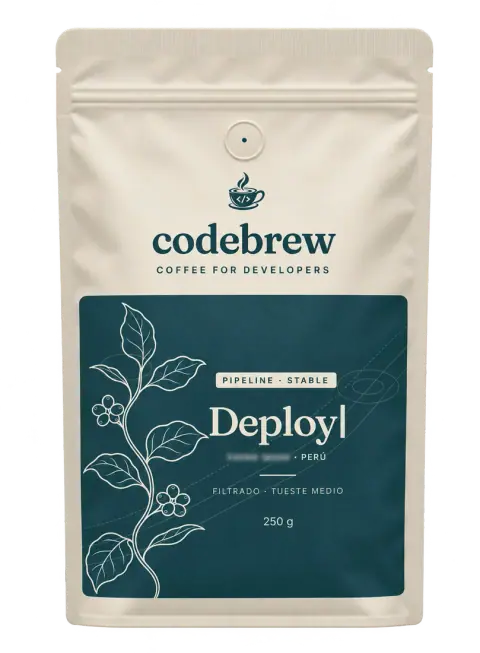 </>
codebrew
COFFEE FOR DEVELOPERS
PIPELINE · STABLE
Deploy|
· PERÚ
FILTRADO · TUESTE MEDIO
250 g